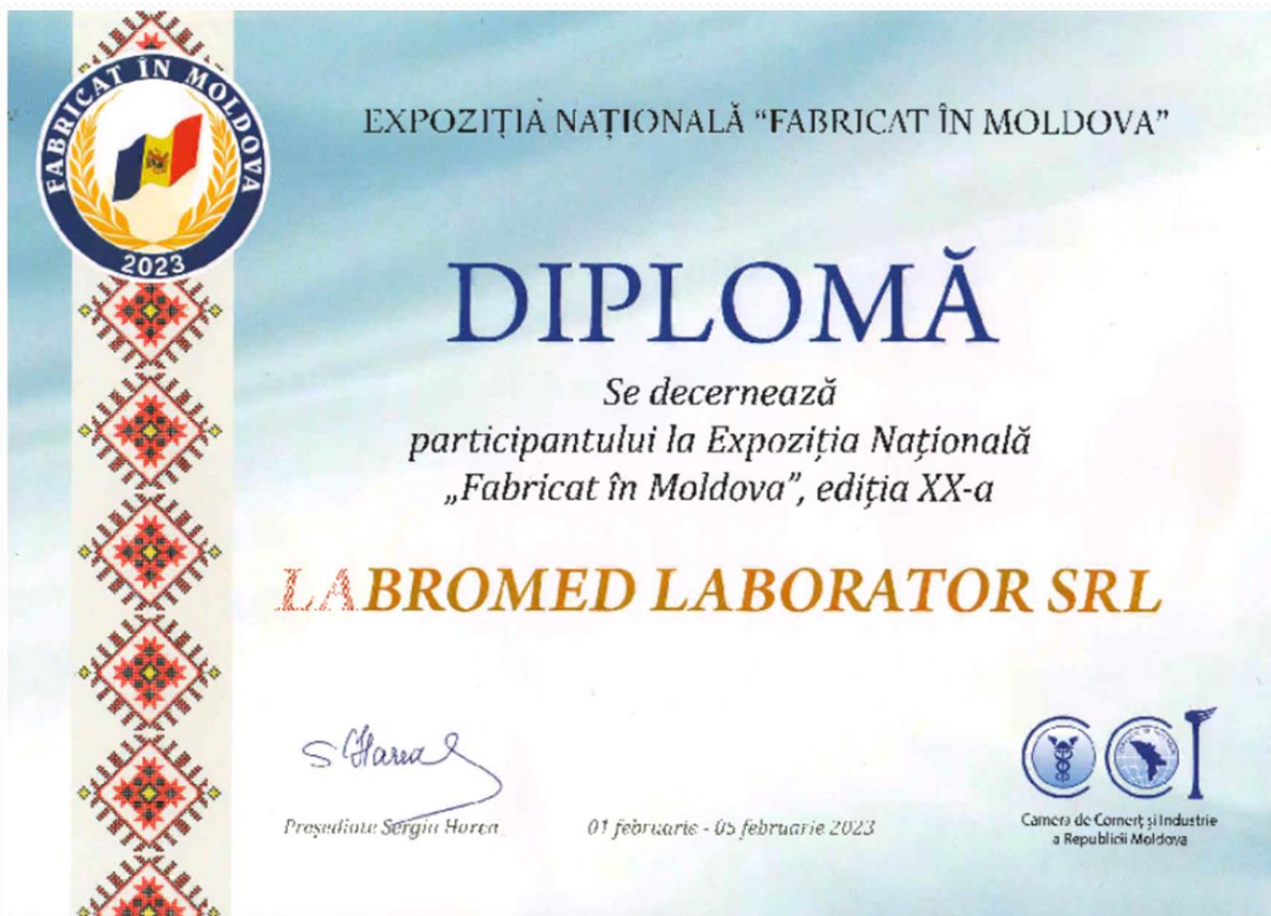 FABRICAT ÎN MOLDOVA
2023
EXPOZIȚIA NAȚIONALĂ “FABRICAT ÎN MOLDOVA”
DIPLOMĂ
Se decernează
participantului la Expoziția Națională
„Fabricat în Moldova”, ediția XX-a
LABROMED LABORATOR SRL
S Harea
Președinte Sergiu Harea
01 februarie - 05 februarie 2023
CCI
Camera de Comerț și Industrie
a Republicii Moldova